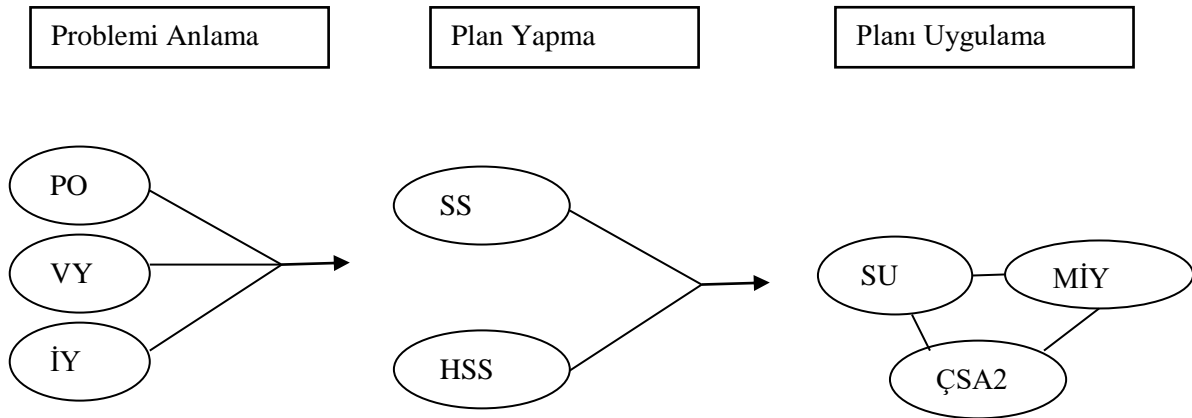 Problemi Anlama
Plan Yapma
Planı Uygulama
PO
VY
İY
SS
HSS
SU
MİY
ÇSA2